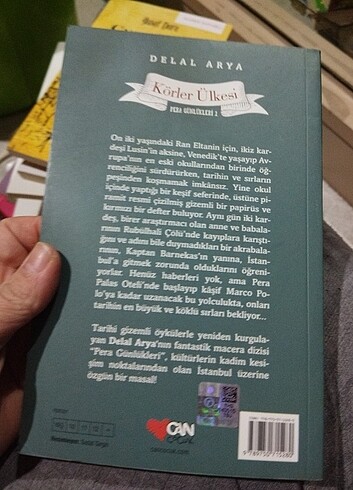 DELAL ARYA
Körler Ülkesi
PERA GÜNLÜKLERİ 2
On iki yaşındaki Ran Eltanin için, ikiz kar-
deşi Lusin'in aksine, Venedik'te yaşayıp Av-
rupa'nın en eski okullarından birinde öğ-
renciliğini sürdürürken, tarihin ve sırların
peşinden koşmamak imkânsız. Yine okul
içinde yaptığı bir keşif seferinde, üstüne pi-
ramit resmi çizilmiş gizemli bir papirüs ve
kırmızı bir defter buluyor. Aynı gün iki kar-
deş, birer araştırmacı olan anne ve babala-
rının Rubülhali Çölü'nde kayıplara karıştığı-
nı ve adını bile duymadıkları bir akrabala-
rının, Kaptan Barnekas'ın yanına, İstan-
bul'a gitmek zorunda olduklarını öğreni-
yorlar. Henüz haberleri yok, ama Pera
Palas Oteli'nde başlayıp kâşif Marco Po-
lo'ya kadar uzanacak bu yolculukta, onları
tarihin en büyük ve köklü sırları bekliyor...
Tarihi gizemli öykülerle yeniden kurgula-
yan Delal Arya'nın fantastik macera dizisi
"Pera Günlükleri", kültürlerin kadim kesi-
şim noktalarından olan İstanbul üzerine
özgün bir masal!
CAN
ÇOCUK
cancocuk.com